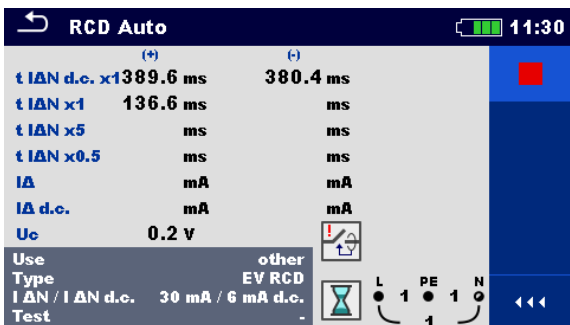 RCD Auto 11:30
(+) (-)
t IΔN d.c. x1 389.6 ms 380.4 ms
t IΔN x1 136.6 ms
t IΔN x5 ms ms
t IΔN x0.5 ms ms
IΔ mA mA
IΔ d.c. mA mA
Uc 0.2 V
Use other
Type EV RCD
I ΔN / I ΔN d.c. 30 mA / 6 mA d.c.
Test -
L PE N
1 1
1